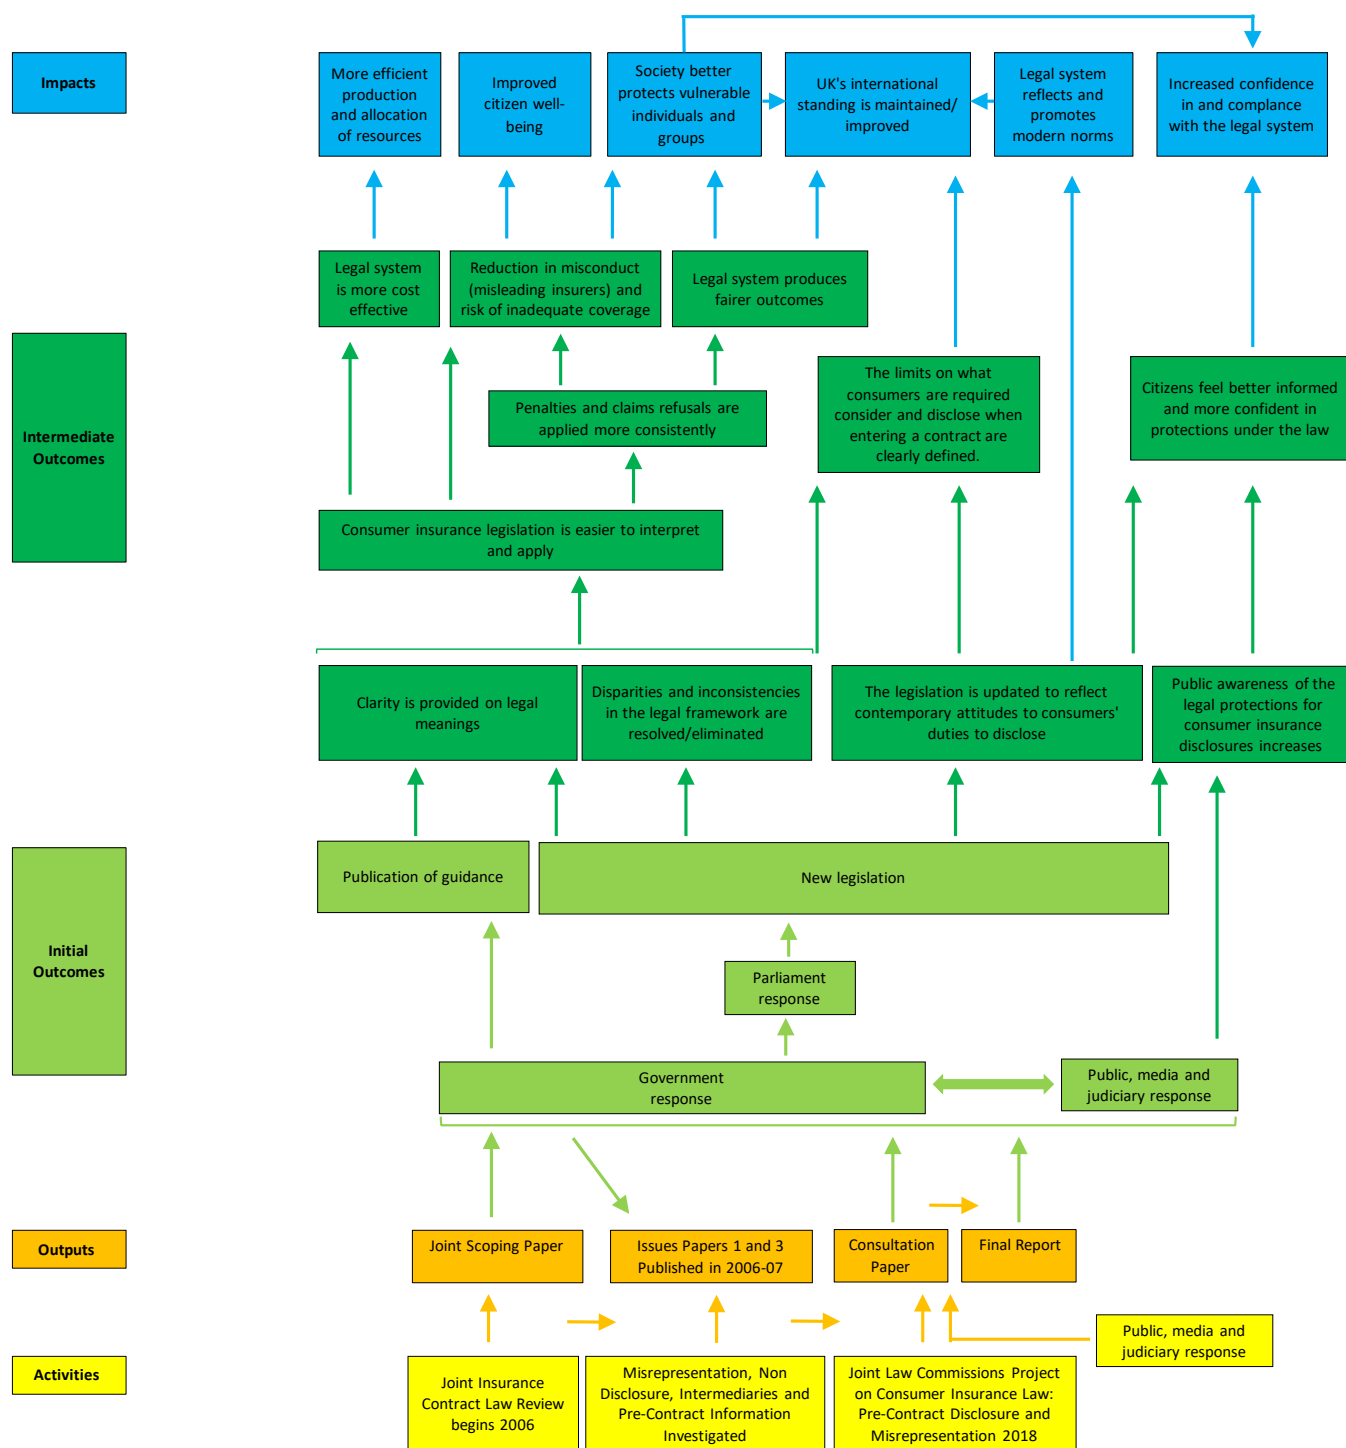 Impacts
More efficient
production
and allocation
of resources
Improved
citizen well-
being
Society better
protects vulnerable
individuals and
groups
UK's international
standing is maintained/
improved
Legal system
reflects and
promotes
modern norms
Increased confidence
in and complance
with the legal system
Legal system
is more cost
effective
Reduction in misconduct
(misleading insurers) and
risk of inadequate coverage
Legal system produces
fairer outcomes
Intermediate
Outcomes
Penalties and claims refusals are
applied more consistently
The limits on what
consumers are required
consider and disclose when
entering a contract are
clearly defined.
Citizens feel better informed
and more confident in
protections under the law
Consumer insurance legislation is easier to interpret
and apply
Clarity is provided on legal
meanings
Disparities and inconsistencies
in the legal framework are
resolved/eliminated
The legislation is updated to reflect
contemporary attitudes to consumers'
duties to disclose
Public awareness of the
legal protections for
consumer insurance
disclosures increases
Initial
Outcomes
Publication of guidance
New legislation
Parliament
response
Government
response
Public, media and
judiciary response
Outputs
Joint Scoping Paper
Issues Papers 1 and 3
Published in 2006-07
Consultation
Paper
Final Report
Public, media and
judiciary response
Activities
Joint Insurance
Contract Law Review
begins 2006
Misrepresentation, Non
Disclosure, Intermediaries and
Pre-Contract Information
Investigated
Joint Law Commissions Project
on Consumer Insurance Law:
Pre-Contract Disclosure and
Misrepresentation 2018